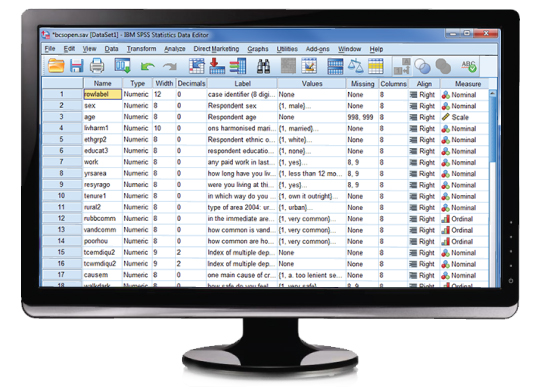 *bcsopen.sav [DataSet1] - IBM SPSS Statistics Data Editor
File Edit View Data Transform Analyze Direct Marketing Graphs Utilities Add-ons Window Help
ABC
Name Type Width Decimals Label Values Missing Columns Align Measure
1 rowlabel Numeric 12 0 case identifier (8 digi... None None 8 Right Nominal
2 sex Numeric 8 0 Respondent sex {1, male}... None 8 Right Nominal
3 age Numeric 8 0 Respondent age None 998, 999 8 Right Scale
4 livharm1 Numeric 10 0 ons harmonised mari... {1, married}... None 8 Right Nominal
5 ethgrp2 Numeric 8 0 Respondent ethnic o... {1, white}... None 8 Right Nominal
6 educat3 Numeric 8 0 respondent educatio... {1, none}... None 8 Right Nominal
7 work Numeric 8 0 any paid work in last... {1, yes}... 8, 9 8 Right Nominal
8 yrsarea Numeric 8 0 how long have you liv... {1, less than 12 mo... 8, 9 8 Right Nominal
9 resyrago Numeric 8 0 were you living at thi... {1, yes}... 8, 9 8 Right Nominal
10 tenure1 Numeric 8 0 in which do you {1, own it outright}... None 8 Right Nominal
11 rural2 Numeric 8 0 type of area 2004: ur... {1, urban}... None 8 Right Nominal
12 rubbcomm Numeric 8 0 in the immediate are... {1, very common}... None 8 Right Ordinal
13 vandcomm Numeric 8 0 how common is vand... {1, very common}... None 8 Right Ordinal
14 poorhou Numeric 8 0 how common are ho... {1, very common}... None 8 Right Ordinal
15 tcemdiqu2 Numeric 9 2 Index of multiple dep... None None 8 Right Nominal
16 tcwmdiqu2 Numeric 9 2 Index of multiple dep... None None 8 Right Nominal
17 causem Numeric 8 0 one main cause of cr... {1, a. too lenient se... None 8 Right Nominal
18 walkdark Numeric 8 0 how safe do you feel {1, very safe} 8, 9 8 Right Ordinal